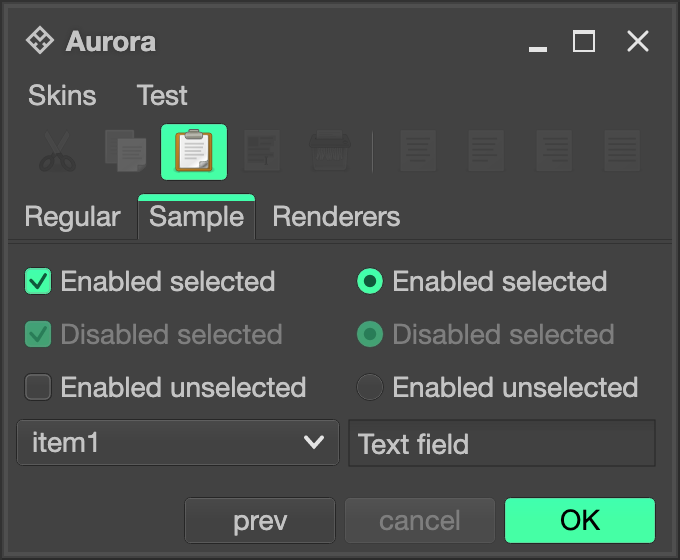 Aurora
Skins Test
Regular Sample Renderers
Enabled selected Enabled selected
Disabled selected Disabled selected
Enabled unselected Enabled unselected
item1 Text field
prev cancel OK